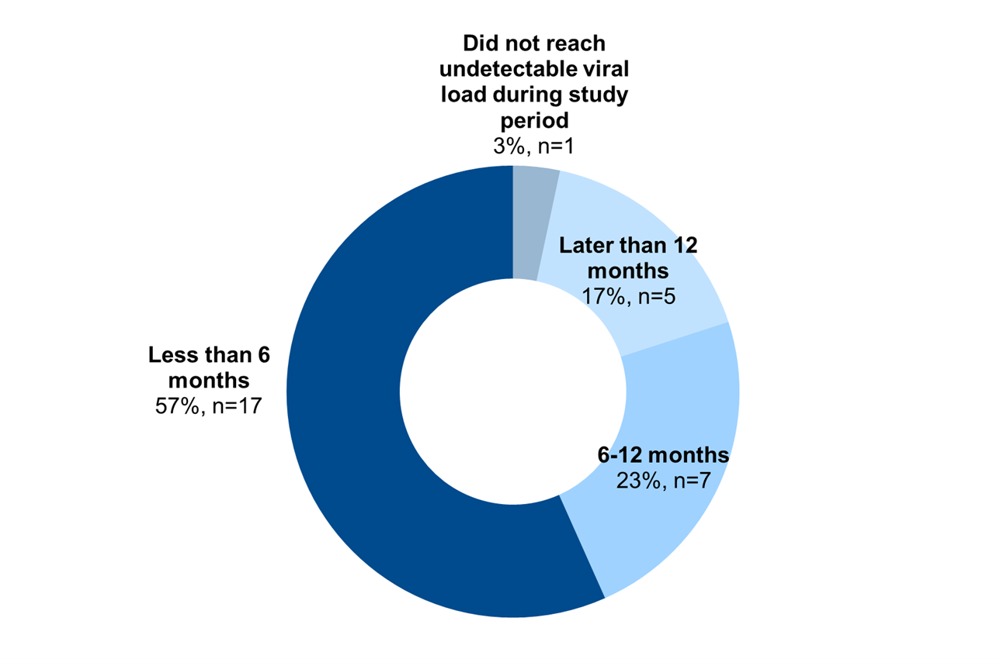 Did not reach
undetectable viral
load during study
period
3%, n=1
Later than 12
months
17%, n=5
Less than 6
months
57%, n=17
6-12 months
23%, n=7